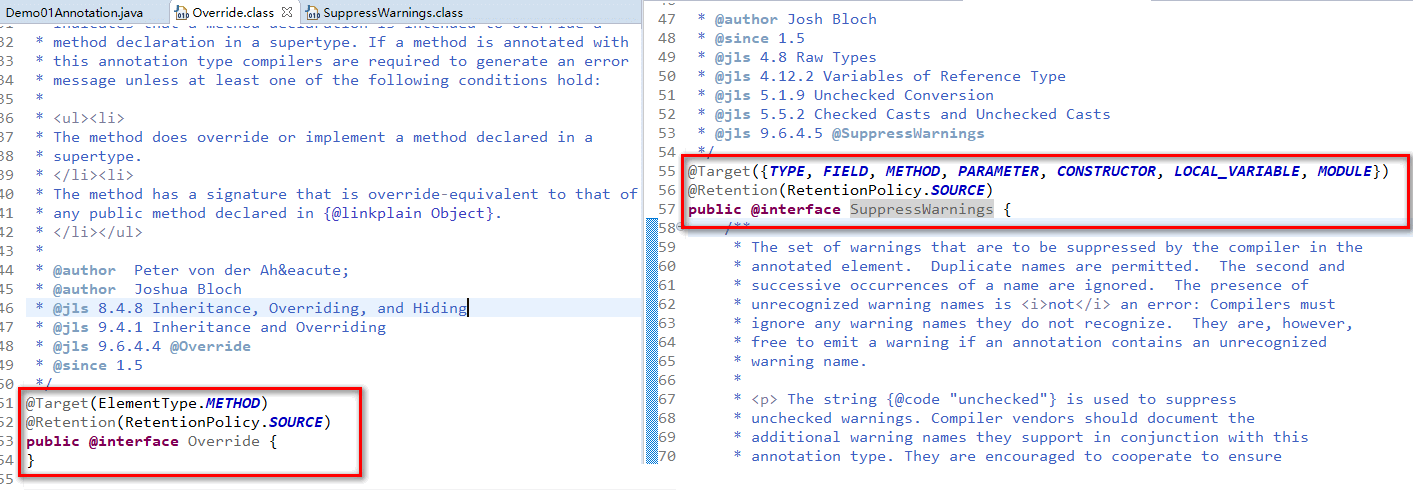 Demo01Annotation.java Override.class SuppressWarnings.class
32 * method declaration in a supertype. If a method is annotated with
33 * this annotation type compilers are required to generate an error
34 * message unless at least one of the following conditions hold:
35 *
36 * <ul><li>
37 * The method does override or implement a method declared in a
38 * supertype.
39 * </li><li>
40 * The method has a signature that is override-equivalent to that of
41 * any public method declared in {@linkplain Object}.
42 * </li></ul>
43 *
44 * @author  Peter von der Ah&eacute;
45 * @author  Joshua Bloch
46 * @jls 8.4.8 Inheritance, Overriding, and Hiding
47 * @jls 9.4.1 Inheritance and Overriding
48 * @jls 9.6.4.4 @Override
49 * @since 1.5
50 */
51 @Target(ElementType.METHOD)
52 @Retention(RetentionPolicy.SOURCE)
53 public @interface Override {
54 }
55
47 * @author Josh Bloch
48 * @since 1.5
49 * @jls 4.8 Raw Types
50 * @jls 4.12.2 Variables of Reference Type
51 * @jls 5.1.9 Unchecked Conversion
52 * @jls 5.5.2 Checked Casts and Unchecked Casts
53 * @jls 9.6.4.5 @SuppressWarnings
54 */
55 @Target({TYPE, FIELD, METHOD, PARAMETER, CONSTRUCTOR, LOCAL_VARIABLE, MODULE})
56 @Retention(RetentionPolicy.SOURCE)
57 public @interface SuppressWarnings {
58 /**
59 * The set of warnings that are to be suppressed by the compiler in the
60 * annotated element.  Duplicate names are permitted.  The second and
61 * successive occurrences of a name are ignored.  The presence of
62 * unrecognized warning names is <i>not</i> an error: Compilers must
63 * ignore any warning names they do not recognize.  They are, however,
64 * free to emit a warning if an annotation contains an unrecognized
65 * warning name.
66 *
67 * <p> The string {@code "unchecked"} is used to suppress
68 * unchecked warnings. Compiler vendors should document the
69 * additional warning names they support in conjunction with this
70 * annotation type. They are encouraged to cooperate to ensure